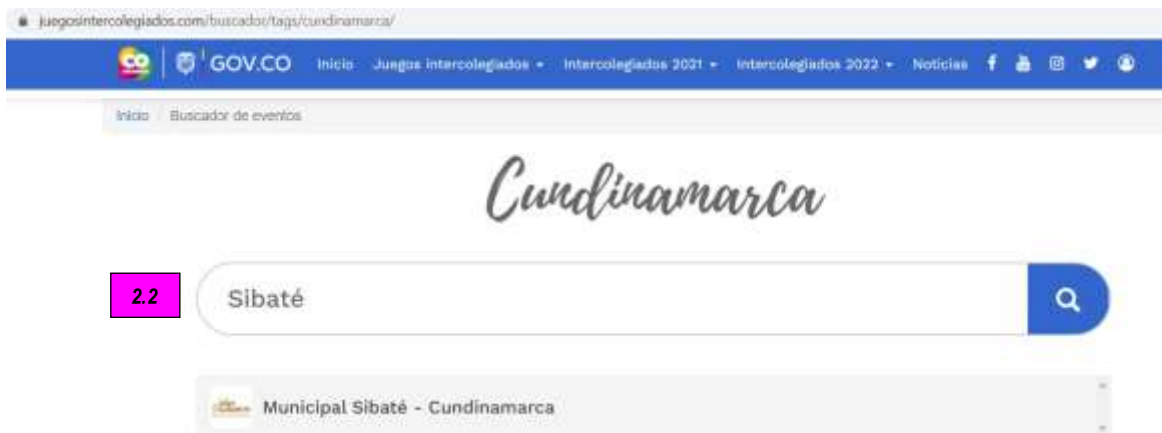 juegosintercolegiados.com/buscador/tags/cundinamarca/
CO GOV.CO Inicio Juegos intercolegiados Intercolegiados 2021 Intercolegiados 2022 Noticias
Inicio / Buscador de eventos
Cundinamarca
2.2 Sibaté
Municipal Sibaté - Cundinamarca